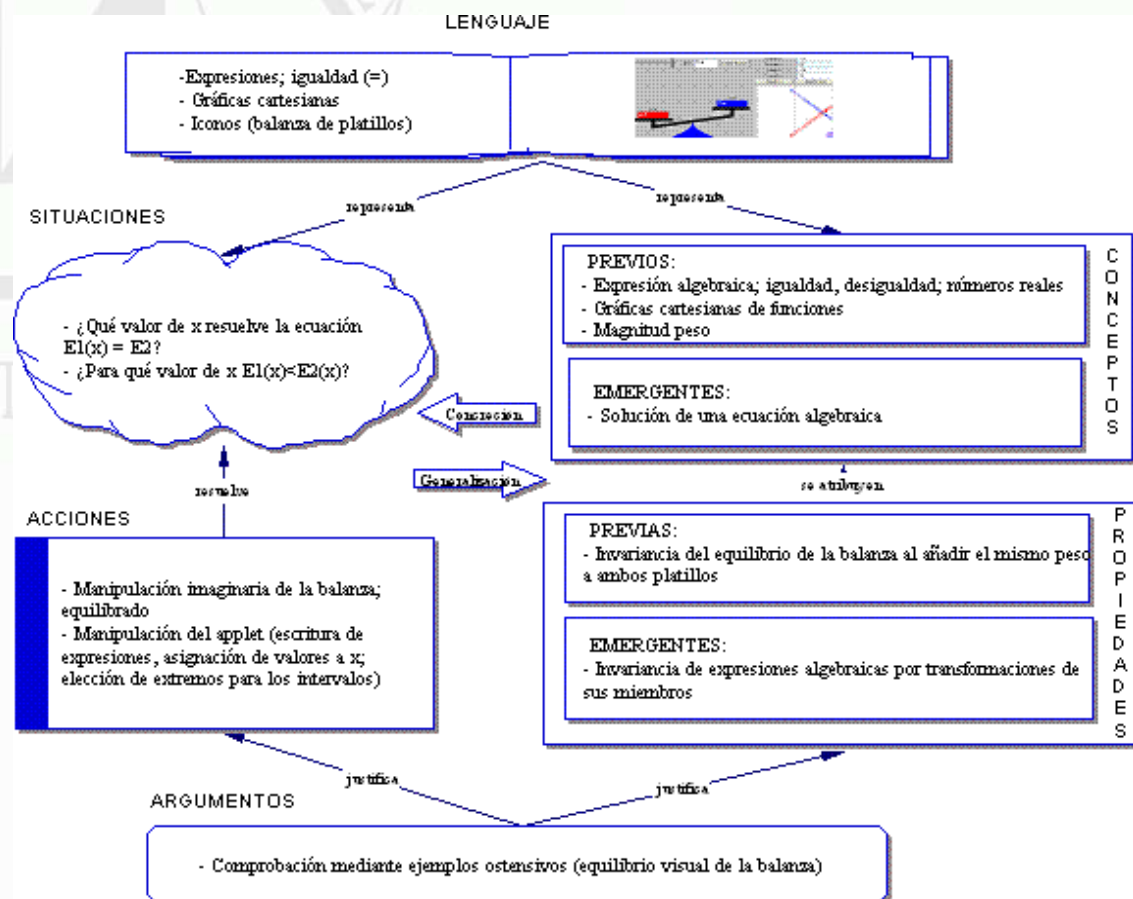 LENGUAJE
-Expresiones; igualdad (=)
- Gráficas cartesianas
- Iconos (balanza de platillos)
representa
representa
SITUACIONES
- ¿Qué valor de x resuelve la ecuación
E1(x) = E2?
- ¿Para qué valor de x E1(x)<E2(x)?
CONCEPTOS
PREVIOS:
- Expresión algebraica; igualdad, desigualdad; números reales
- Gráficas cartesianas de funciones
- Magnitud peso
EMERGENTES:
- Solución de una ecuación algebraica
Concreción
Generalización
resuelve
se atribuyen
ACCIONES
- Manipulación imaginaria de la balanza;
equilibrado
- Manipulación del applet (escritura de
expresiones, asignación de valores a x;
elección de extremos para los intervalos)
PROPIEDADES
PREVIAS:
- Invariancia del equilibrio de la balanza al añadir el mismo peso
a ambos platillos
EMERGENTES:
- Invariancia de expresiones algebraicas por transformaciones de
sus miembros
justifica
justifica
ARGUMENTOS
- Comprobación mediante ejemplos ostensivos (equilibrio visual de la balanza)